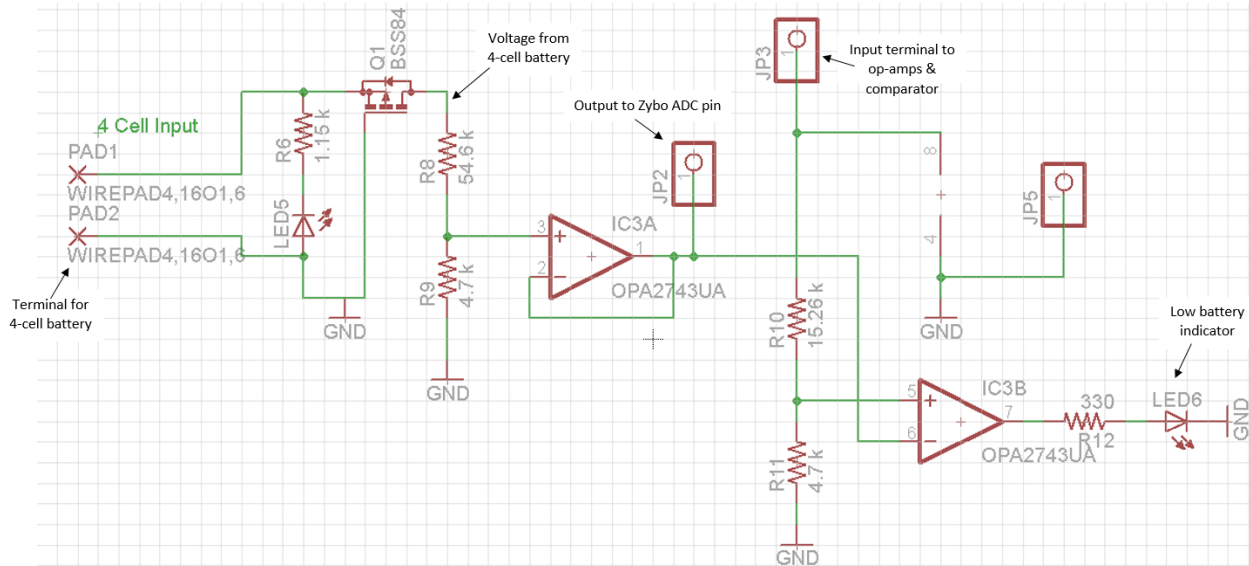 Q1
BSS84
Voltage from
4-cell battery
JP3
1
Input terminal to
op-amps &
comparator
Output to Zybo ADC pin
4 Cell Input
PAD1
WIREPAD4,16O1,6
PAD2
WIREPAD4,16O1,6
R6
1.15 k
LED5
R8
54.6 k
JP2
1
8
4
JP5
1
Terminal for
4-cell battery
GND
3
2
IC3A
1
OPA2743UA
R9
4.7 k
GND
R10
15.26 k
GND
Low battery
indicator
5
6
IC3B
7
OPA2743UA
330
R12
LED6
GND
R11
4.7 k
GND